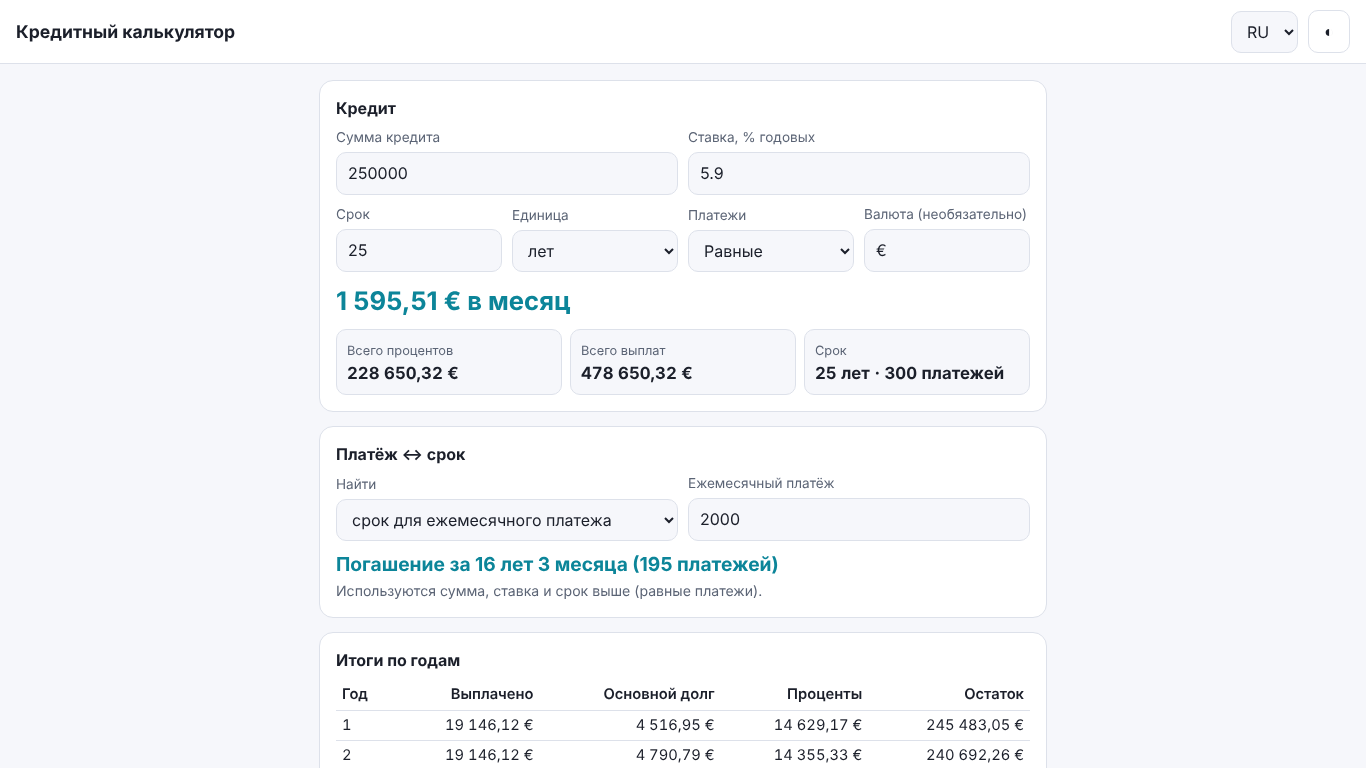 Кредитный калькулятор
RU
Кредит
Сумма кредита Ставка, % годовых
250000 5.9
Срок Единица Платежи Валюта (необязательно)
25 лет Равные €
1 595,51 € в месяц
Всего процентов Всего выплат Срок
228 650,32 € 478 650,32 € 25 лет · 300 платежей
Платёж ↔ срок
Найти Ежемесячный платёж
срок для ежемесячного платежа 2000
Погашение за 16 лет 3 месяца (195 платежей)
Используются сумма, ставка и срок выше (равные платежи).
Итоги по годам
Год Выплачено Основной долг Проценты Остаток
1 19 146,12 € 4 516,95 € 14 629,17 € 245 483,05 €
2 19 146,12 € 4 790,79 € 14 355,33 € 240 692,26 €